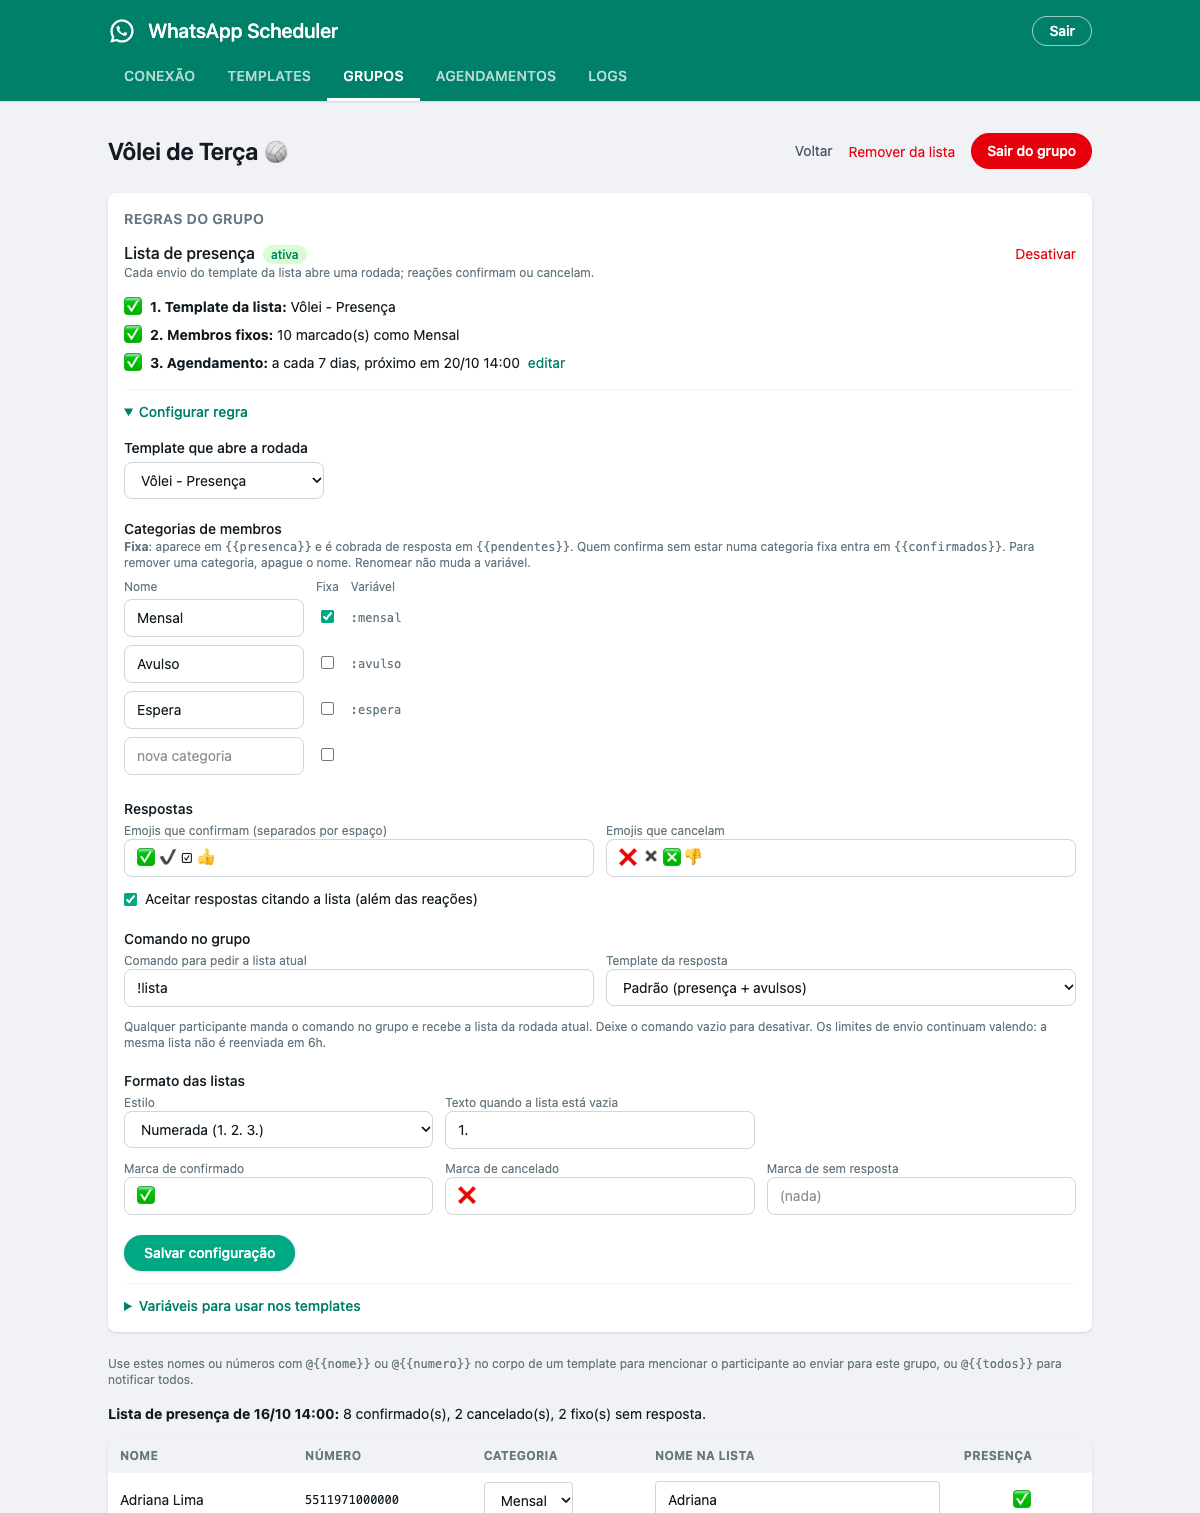 WhatsApp Scheduler
Sair
CONEXÃO TEMPLATES GRUPOS AGENDAMENTOS LOGS
Vôlei de Terça 🏐
Voltar Remover da lista Sair do grupo
REGRAS DO GRUPO
Lista de presença ativa
Desativar
Cada envio do template da lista abre uma rodada; reações confirmam ou cancelam.
✅ 1. Template da lista: Vôlei - Presença
✅ 2. Membros fixos: 10 marcado(s) como Mensal
✅ 3. Agendamento: a cada 7 dias, próximo em 20/10 14:00 editar
▼ Configurar regra
Template que abre a rodada
Vôlei - Presença
Categorias de membros
Fixa: aparece em {{presenca}} e é cobrada de resposta em {{pendentes}}. Quem confirma sem estar numa categoria fixa entra em {{confirmados}}. Para
remover uma categoria, apague o nome. Renomear não muda a variável.
Nome Fixa Variável
Mensal :mensal
Avulso :avulso
Espera :espera
nova categoria
Respostas
Emojis que confirmam (separados por espaço) Emojis que cancelam
✅ ✔️ ☑ 👍 ❌ ✖️ ❎ 👎
Aceitar respostas citando a lista (além das reações)
Comando no grupo
Comando para pedir a lista atual Template da resposta
!lista Padrão (presença + avulsos)
Qualquer participante manda o comando no grupo e recebe a lista da rodada atual. Deixe o comando vazio para desativar. Os limites de envio continuam valendo: a
mesma lista não é reenviada em 6h.
Formato das listas
Estilo Texto quando a lista está vazia
Numerada (1. 2. 3.) 1.
Marca de confirmado Marca de cancelado Marca de sem resposta
✅ ❌ (nada)
Salvar configuração
▶ Variáveis para usar nos templates
Use estes nomes ou números com @{{nome}} ou @{{numero}} no corpo de um template para mencionar o participante ao enviar para este grupo, ou @{{todos}} para
notificar todos.
Lista de presença de 16/10 14:00: 8 confirmado(s), 2 cancelado(s), 2 fixo(s) sem resposta.
NOME NÚMERO CATEGORIA NOME NA LISTA PRESENÇA
Adriana Lima 5511971000000 Mensal Adriana ✅